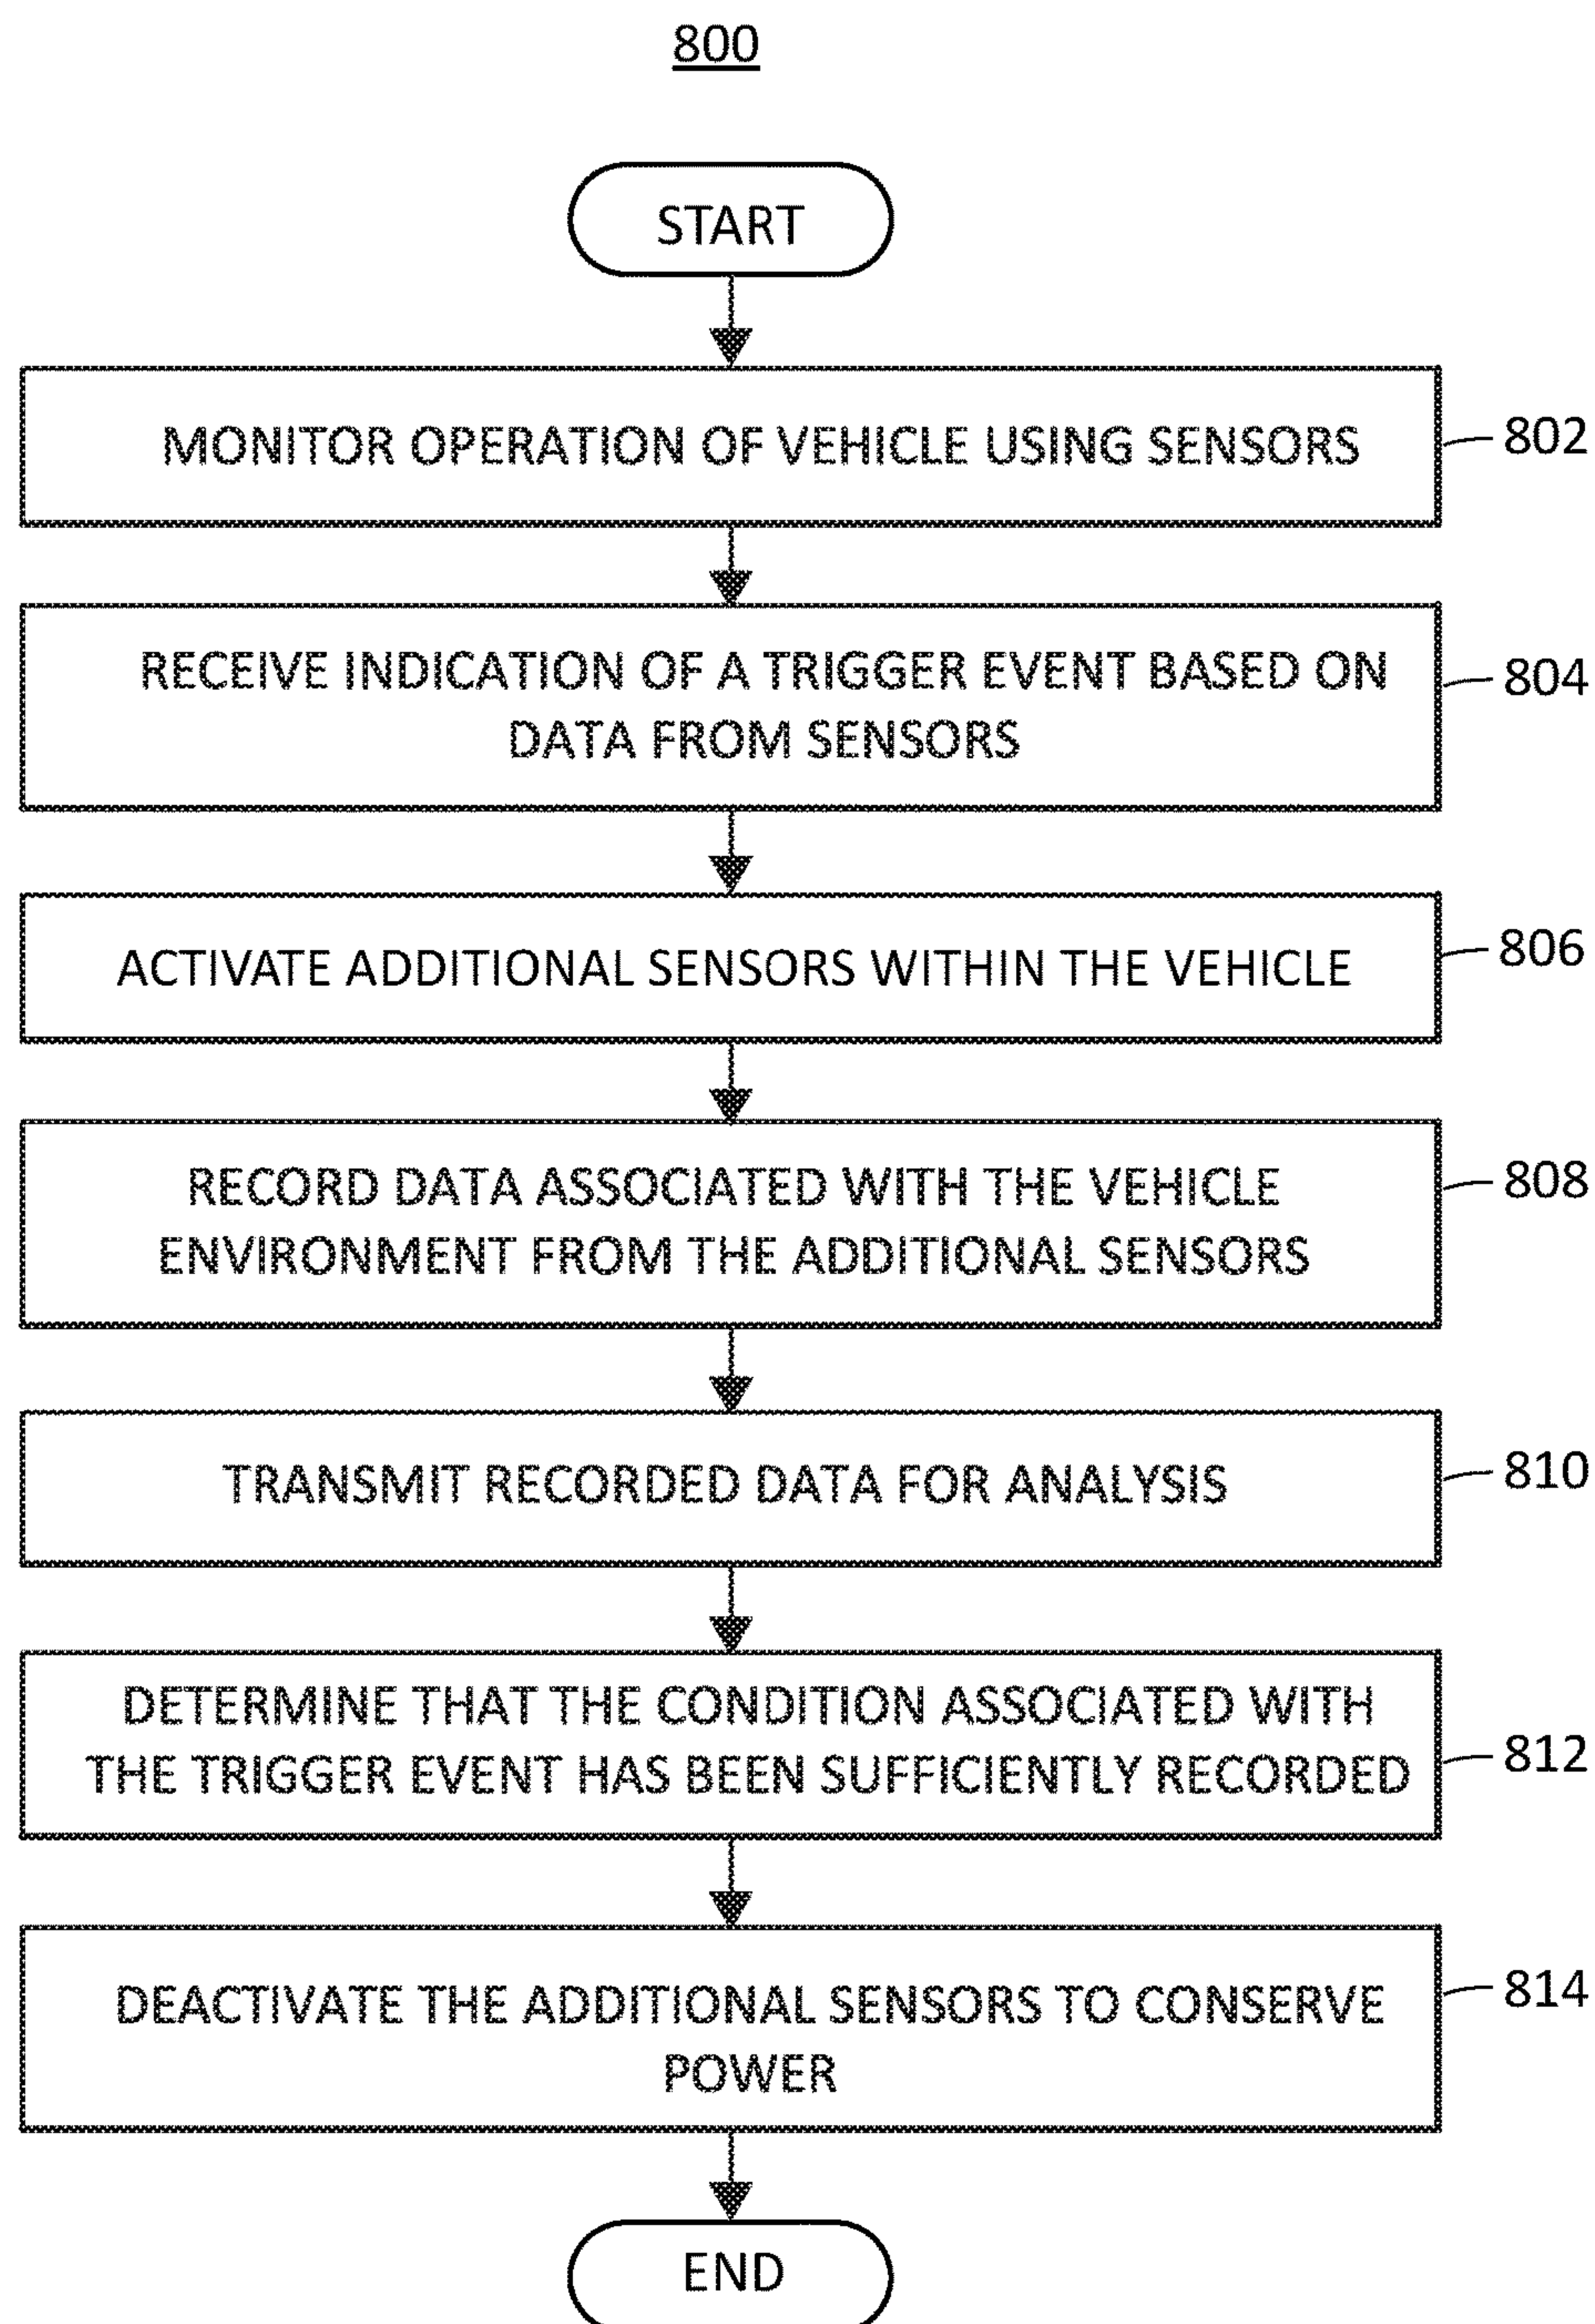 800
START
MONITOR OPERATION OF VEHICLE USING SENSORS
802
RECEIVE INDICATION OF A TRIGGER EVENT BASED ON
DATA FROM SENSORS
804
ACTIVATE ADDITIONAL SENSORS WITHIN THE VEHICLE
806
RECORD DATA ASSOCIATED WITH THE VEHICLE
ENVIRONMENT FROM THE ADDITIONAL SENSORS
808
TRANSMIT RECORDED DATA FOR ANALYSIS
810
DETERMINE THAT THE CONDITION ASSOCIATED WITH
THE TRIGGER EVENT HAS BEEN SUFFICIENTLY RECORDED
812
DEACTIVATE THE ADDITIONAL SENSORS TO CONSERVE
POWER
814
END